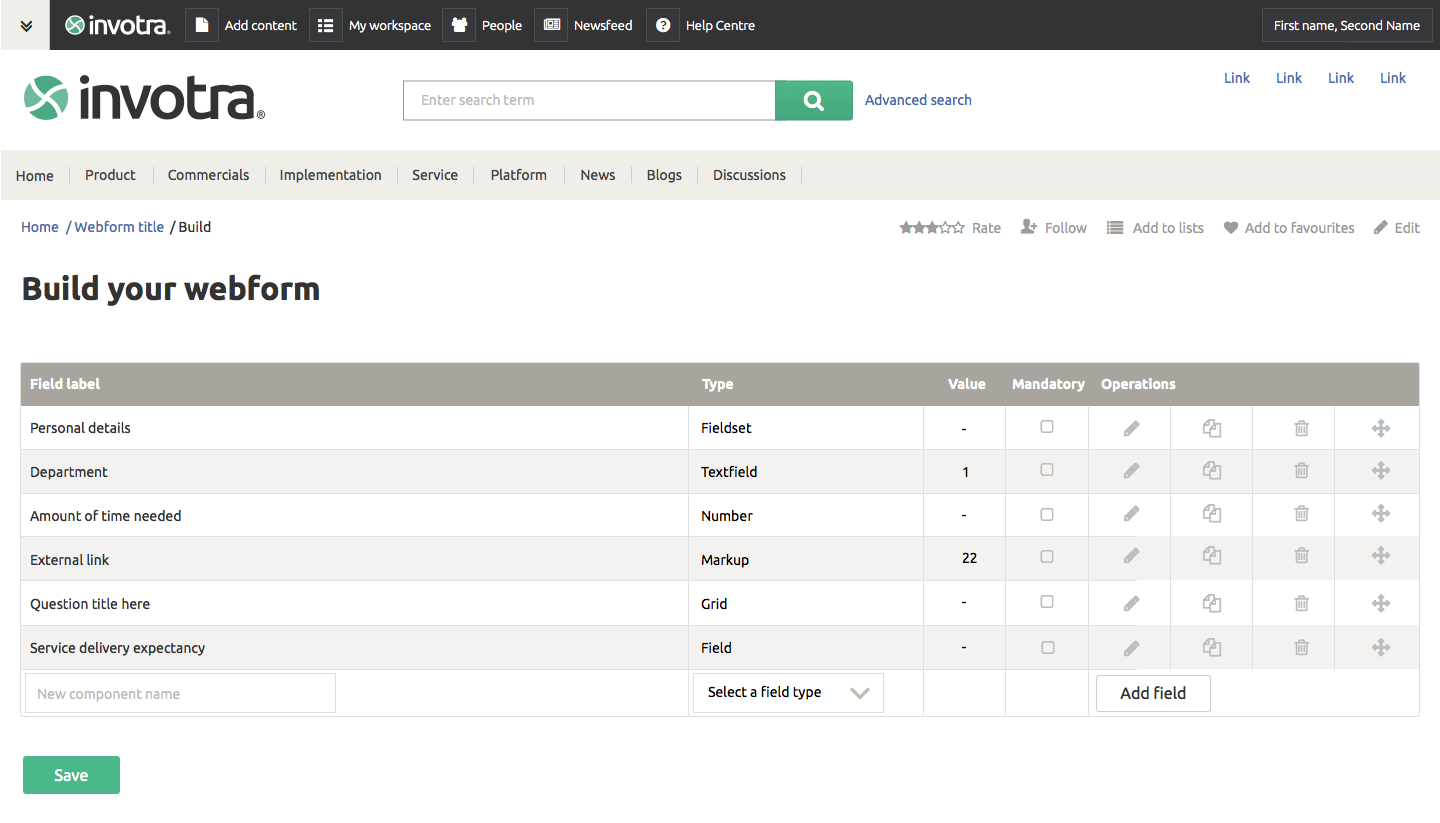 invotra® Add content My workspace People Newsfeed ? Help Centre First name, Second Name
Link Link Link Link
invotra® Enter search term Advanced search
Home Product Commercials Implementation Service Platform News Blogs Discussions
Home / Webform title / Build Rate Follow Add to lists Add to favourites Edit
Build your webform
Field label Type Value Mandatory Operations
Personal details Fieldset -
Department Textfield 1
Amount of time needed Number -
External link Markup 22
Question title here Grid -
Service delivery expectancy Field -
New component name Select a field type Add field
Save